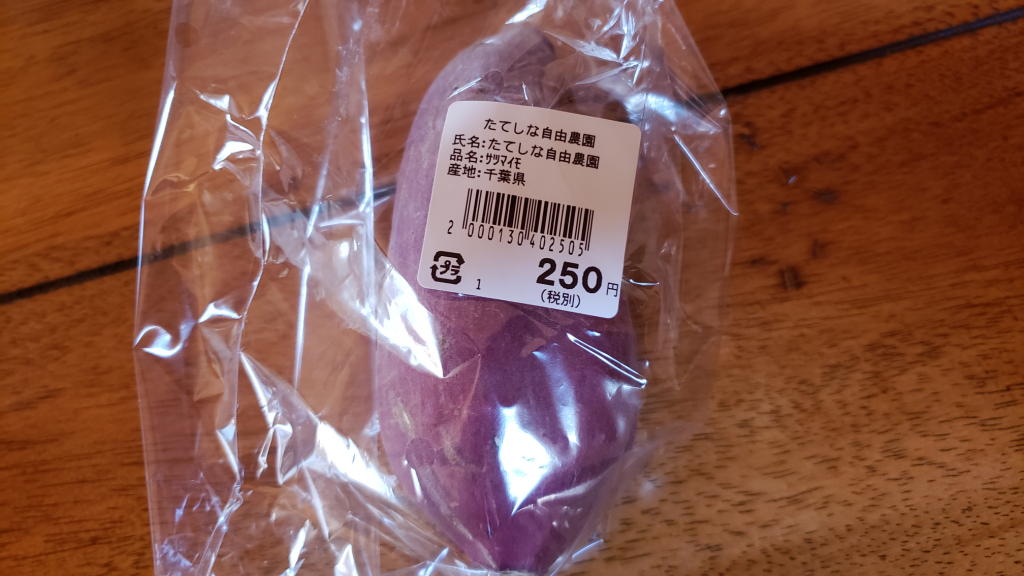 たてしな自由農園
氏名:たてしな自由農園
品名:ｻﾂﾏｲﾓ
産地:千葉県
2 000130 402505
プラ 1 250円
(税別)